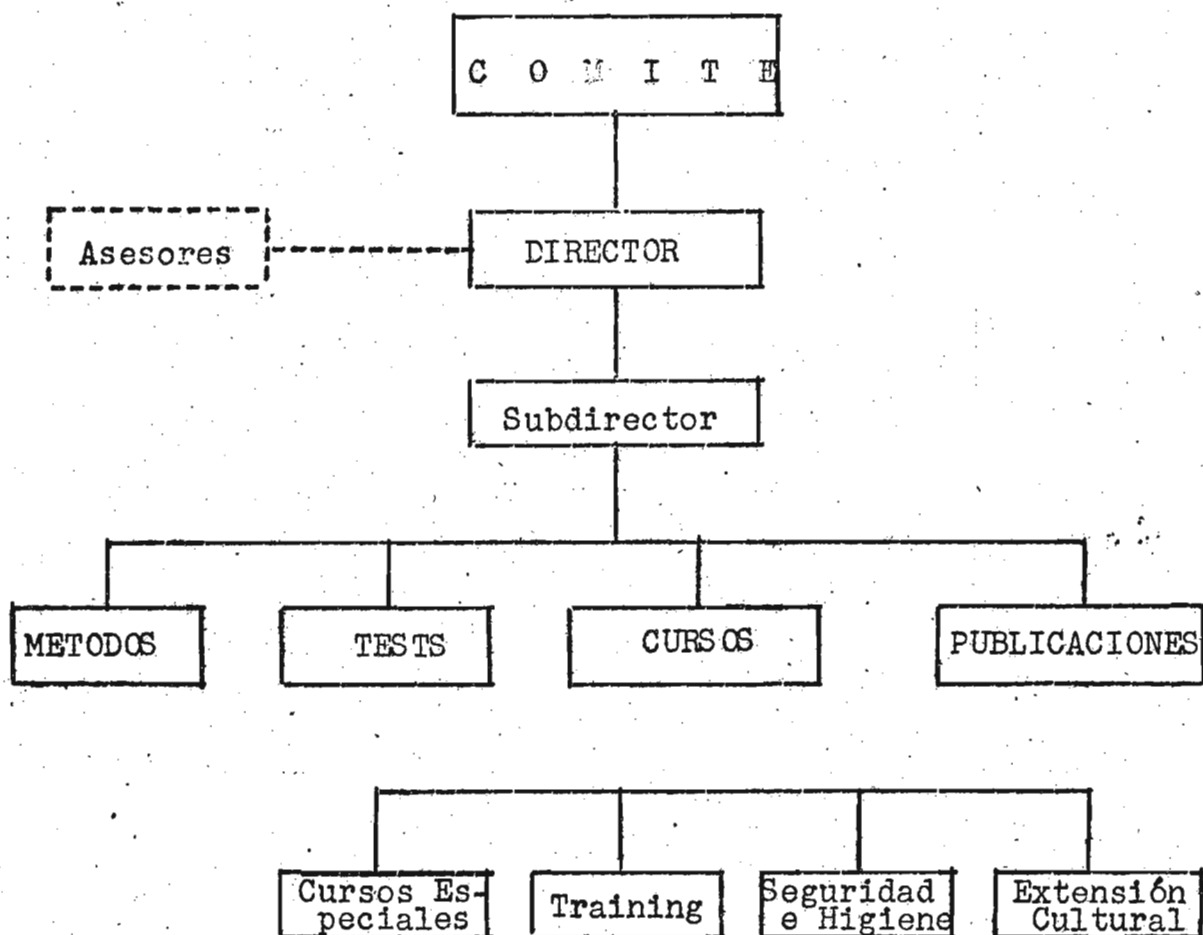 C O M I T E
Asesores
DIRECTOR
Subdirector
METODOS
TESTS
CURSOS
PUBLICACIONES
Cursos Es-
peciales
Training
Seguridad
e Higiene
Extensión
Cultural